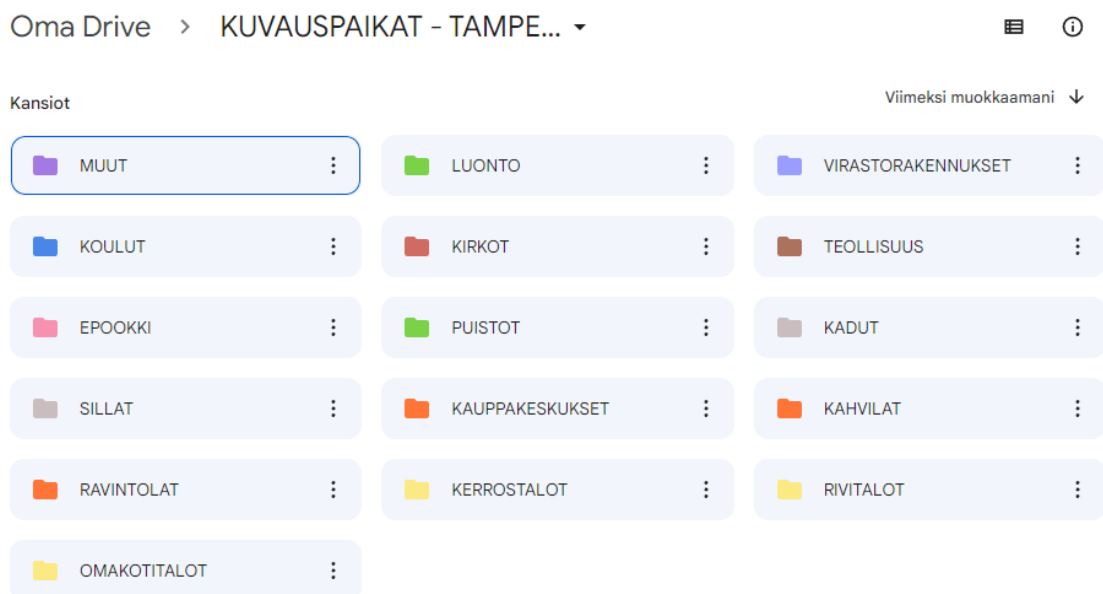 Oma Drive > KUVAUSPAIKAT - TAMPE...
Kansiot
Viimeksi muokkaamani
MUUT
LUONTO
VIRASTORAKENNUKSET
KOULUT
KIRKOT
TEOLLISUUS
EPOOKKI
PUISTOT
KADUT
SILLAT
KAUPPAKESKUKSET
KAHVILAT
RAVINTOLAT
KERROSTALOT
RIVITALOT
OMAKOTITALOT